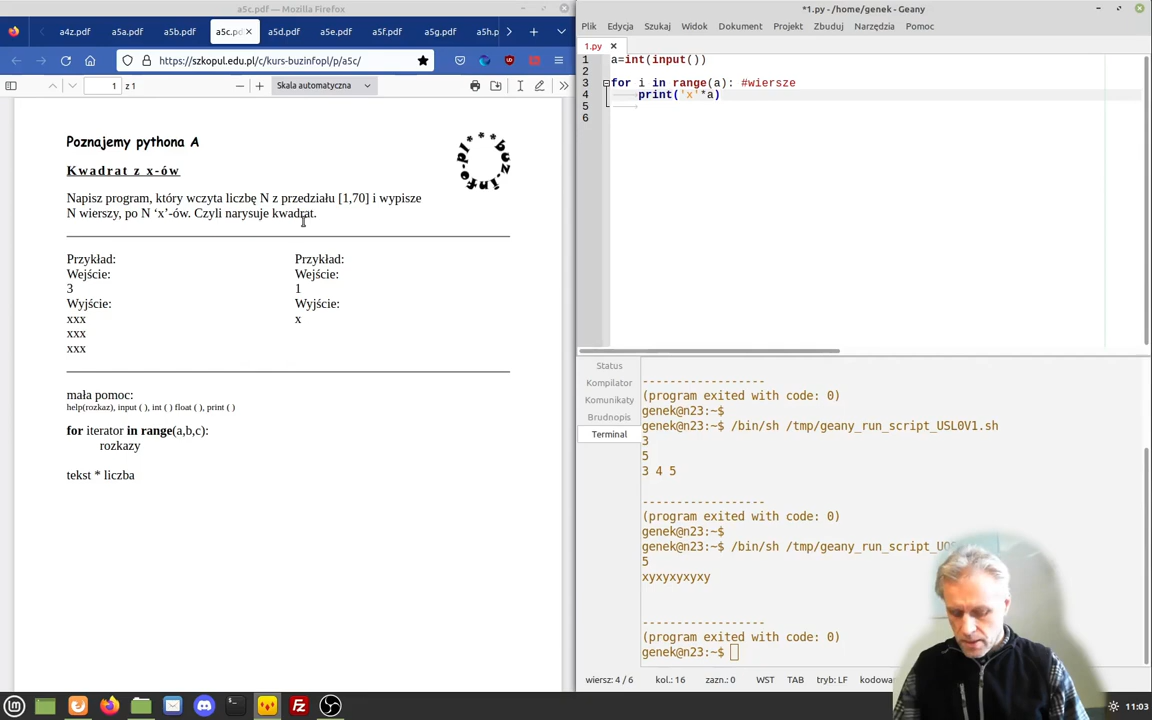 a5c.pdf — Mozilla Firefox
a4z.pdf
a5a.pdf
a5b.pdf
a5c.pdf
a5d.pdf
a5e.pdf
a5f.pdf
a5g.pdf
a5h.p
https://szkopul.edu.pl/c/kurs-buzinfopl/p/a5c/
1
z 1
Skala automatyczna
Poznajemy pythona A
***buz-info-pl
Kwadrat z x-ów
Napisz program, który wczyta liczbę N z przedziału [1,70] i wypisze
N wierszy, po N ‘x’-ów. Czyli narysuje kwadrat.
Przykład:
Wejście:
3
Wyjście:
xxx
xxx
xxx
Przykład:
Wejście:
1
Wyjście:
x
mała pomoc:
help(rozkaz), input ( ), int ( ) float ( ), print ( )
for iterator in range(a,b,c):
rozkazy
tekst * liczba
*1.py - /home/genek - Geany
Plik Edycja Szukaj Widok Dokument Projekt Zbuduj Narzędzia Pomoc
1.py
1 a=int(input())
2
3 for i in range(a): #wiersze
4 print('x'*a)
5
6
Status
Kompilator
Komunikaty
Brudnopis
Terminal
------------------
(program exited with code: 0)
genek@n23:~$
genek@n23:~$ /bin/sh /tmp/geany_run_script_USL0V1.sh
3
5
3 4 5
------------------
(program exited with code: 0)
genek@n23:~$
genek@n23:~$ /bin/sh /tmp/geany_run_script_
5
xyxyxyxyxy
------------------
(program exited with code: 0)
genek@n23:~$
wiersz: 4 / 6 kol.: 16 zazn.: 0 WST TAB tryb: LF
11:03